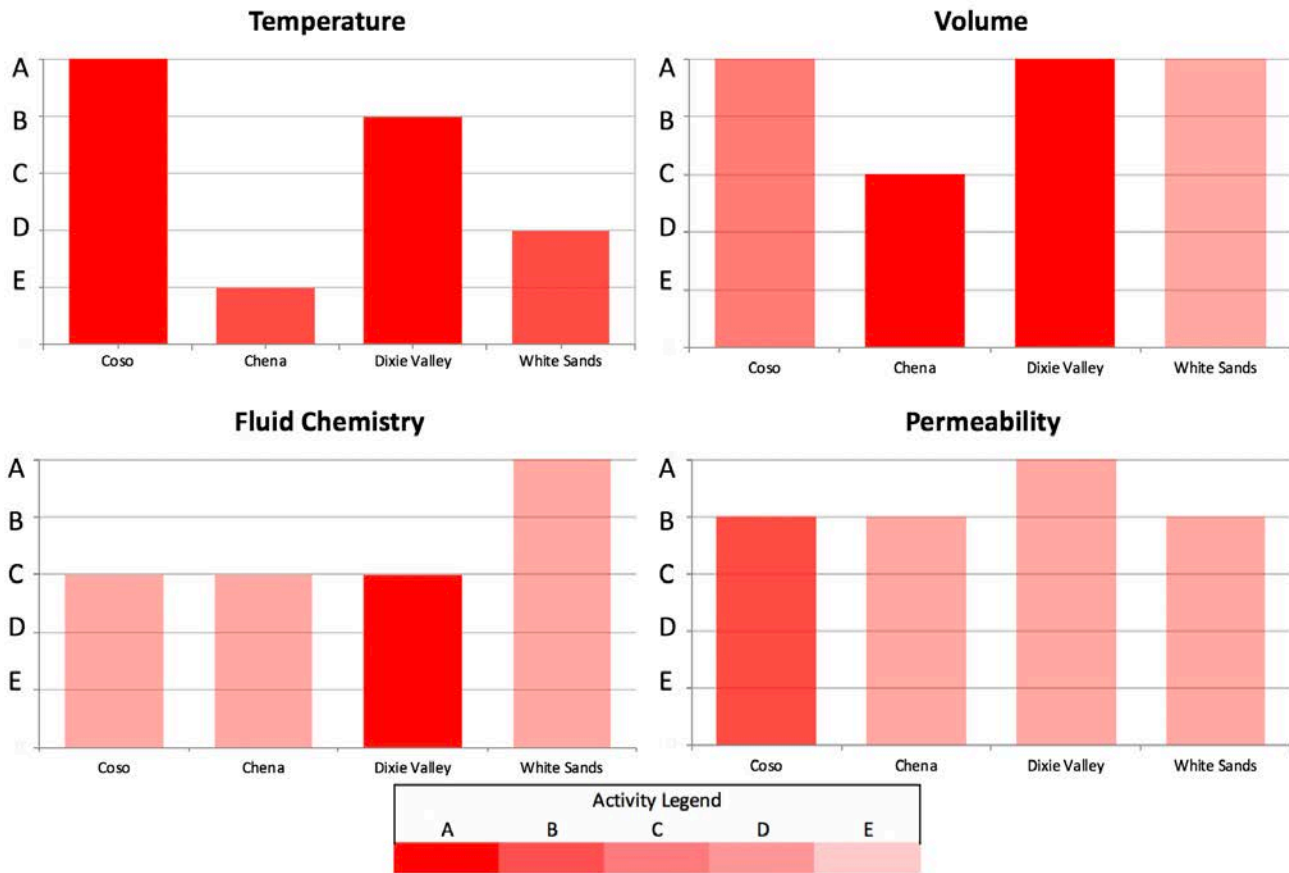 Temperature
A
B
C
D
E
Coso Chena Dixie Valley White Sands
Volume
A
B
C
D
E
Coso Chena Dixie Valley White Sands
Fluid Chemistry
A
B
C
D
E
Coso Chena Dixie Valley White Sands
Permeability
A
B
C
D
E
Coso Chena Dixie Valley White Sands
Activity Legend
A B C D E